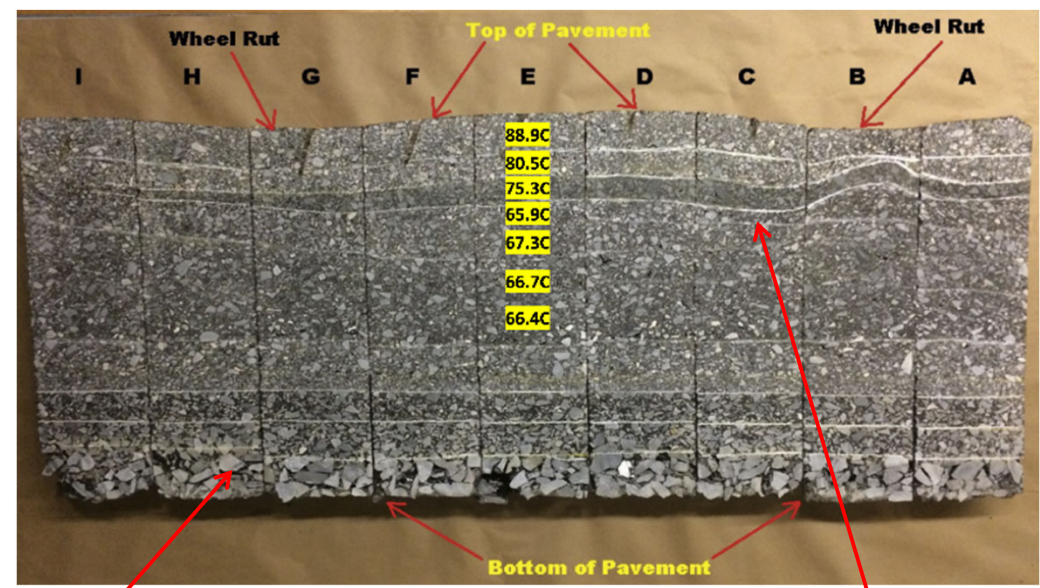 Wheel Rut
Top of Pavement
Wheel Rut
I H G F E D C B A
88.9C
80.5C
75.3C
65.9C
67.3C
66.7C
66.4C
Bottom of Pavement